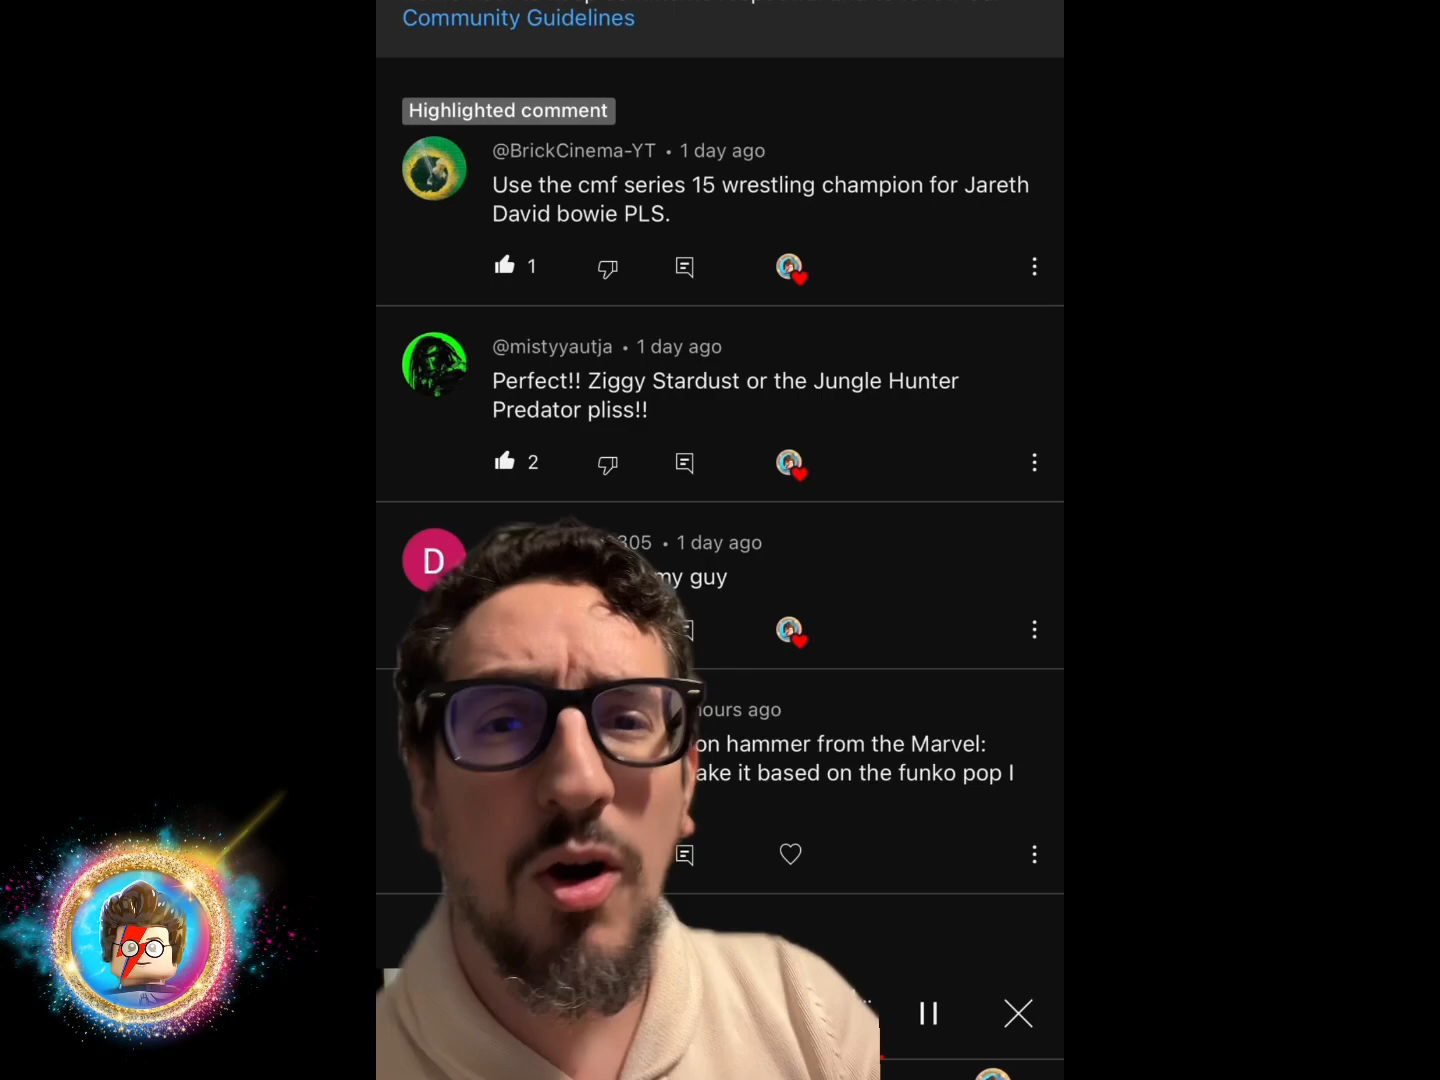 Community Guidelines
Highlighted comment
@BrickCinema-YT • 1 day ago
Use the cmf series 15 wrestling champion for Jareth
David bowie PLS.
1
@mistyyautja • 1 day ago
Perfect!! Ziggy Stardust or the Jungle Hunter
Predator pliss!!
2
D
305 • 1 day ago
my guy
hours ago
on hammer from the Marvel:
ake it based on the funko pop I